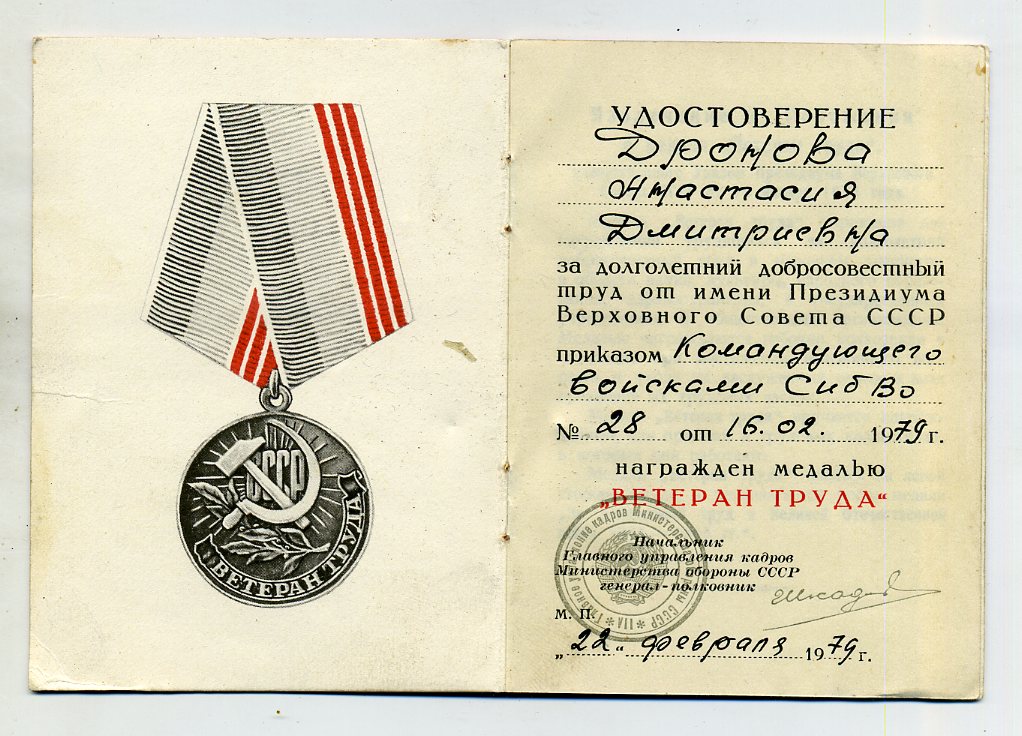 СССР
ВЕТЕРАН ТРУДА
УДОСТОВЕРЕНИЕ
Дронова
Анастасия
Дмитриевна
за долголетний добросовестный
труд от имени Президиума
Верховного Совета СССР
приказом Командующего
войсками СибВо
№ 28 от 16.02. 1979 г.
награжден медалью
„ВЕТЕРАН ТРУДА“
Начальник
Главного управления кадров
Министерства обороны СССР
генерал-полковник
М. П.
„22“ февраля 1979 г.